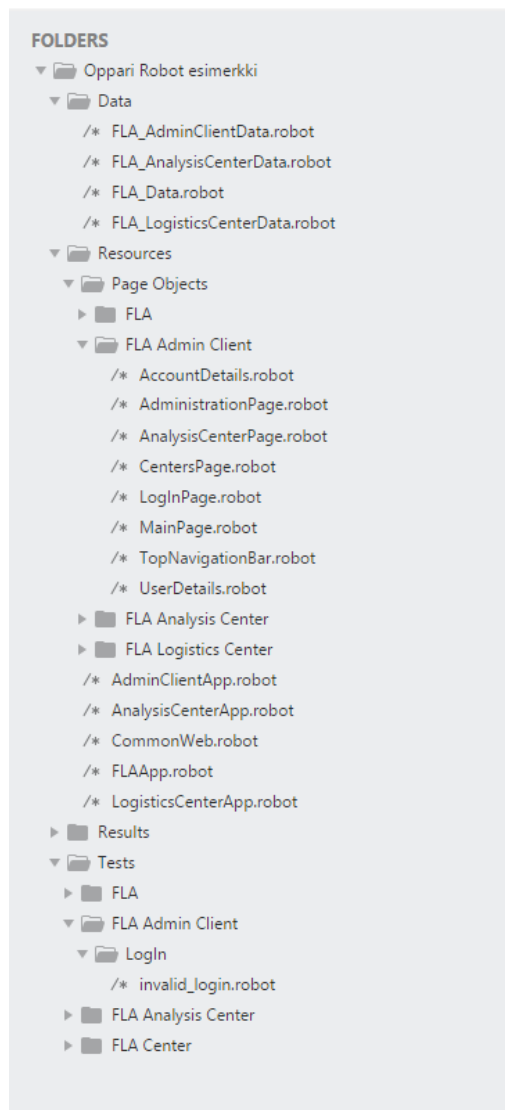 FOLDERS
Oppari Robot esimerkki
Data
/* FLA_AdminClientData.robot
/* FLA_AnalysisCenterData.robot
/* FLA_Data.robot
/* FLA_LogisticsCenterData.robot
Resources
Page Objects
FLA
FLA Admin Client
/* AccountDetails.robot
/* AdministrationPage.robot
/* AnalysisCenterPage.robot
/* CentersPage.robot
/* LogInPage.robot
/* MainPage.robot
/* TopNavigationBar.robot
/* UserDetails.robot
FLA Analysis Center
FLA Logistics Center
/* AdminClientApp.robot
/* AnalysisCenterApp.robot
/* CommonWeb.robot
/* FLAApp.robot
/* LogisticsCenterApp.robot
Results
Tests
FLA
FLA Admin Client
LogIn
/* invalid_login.robot
FLA Analysis Center
FLA Center